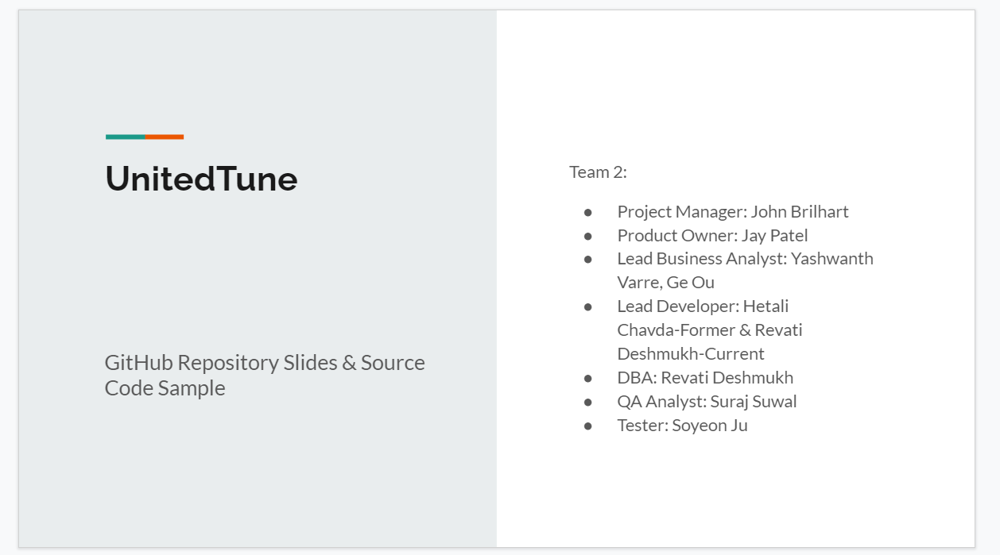 UnitedTune
GitHub Repository Slides & Source
Code Sample
Team 2:
● Project Manager: John Brilhart
● Product Owner: Jay Patel
● Lead Business Analyst: Yashwanth
Varre, Ge Ou
● Lead Developer: Hetali
Chavda-Former & Revati
Deshmukh-Current
● DBA: Revati Deshmukh
● QA Analyst: Suraj Suwal
● Tester: Soyeon Ju